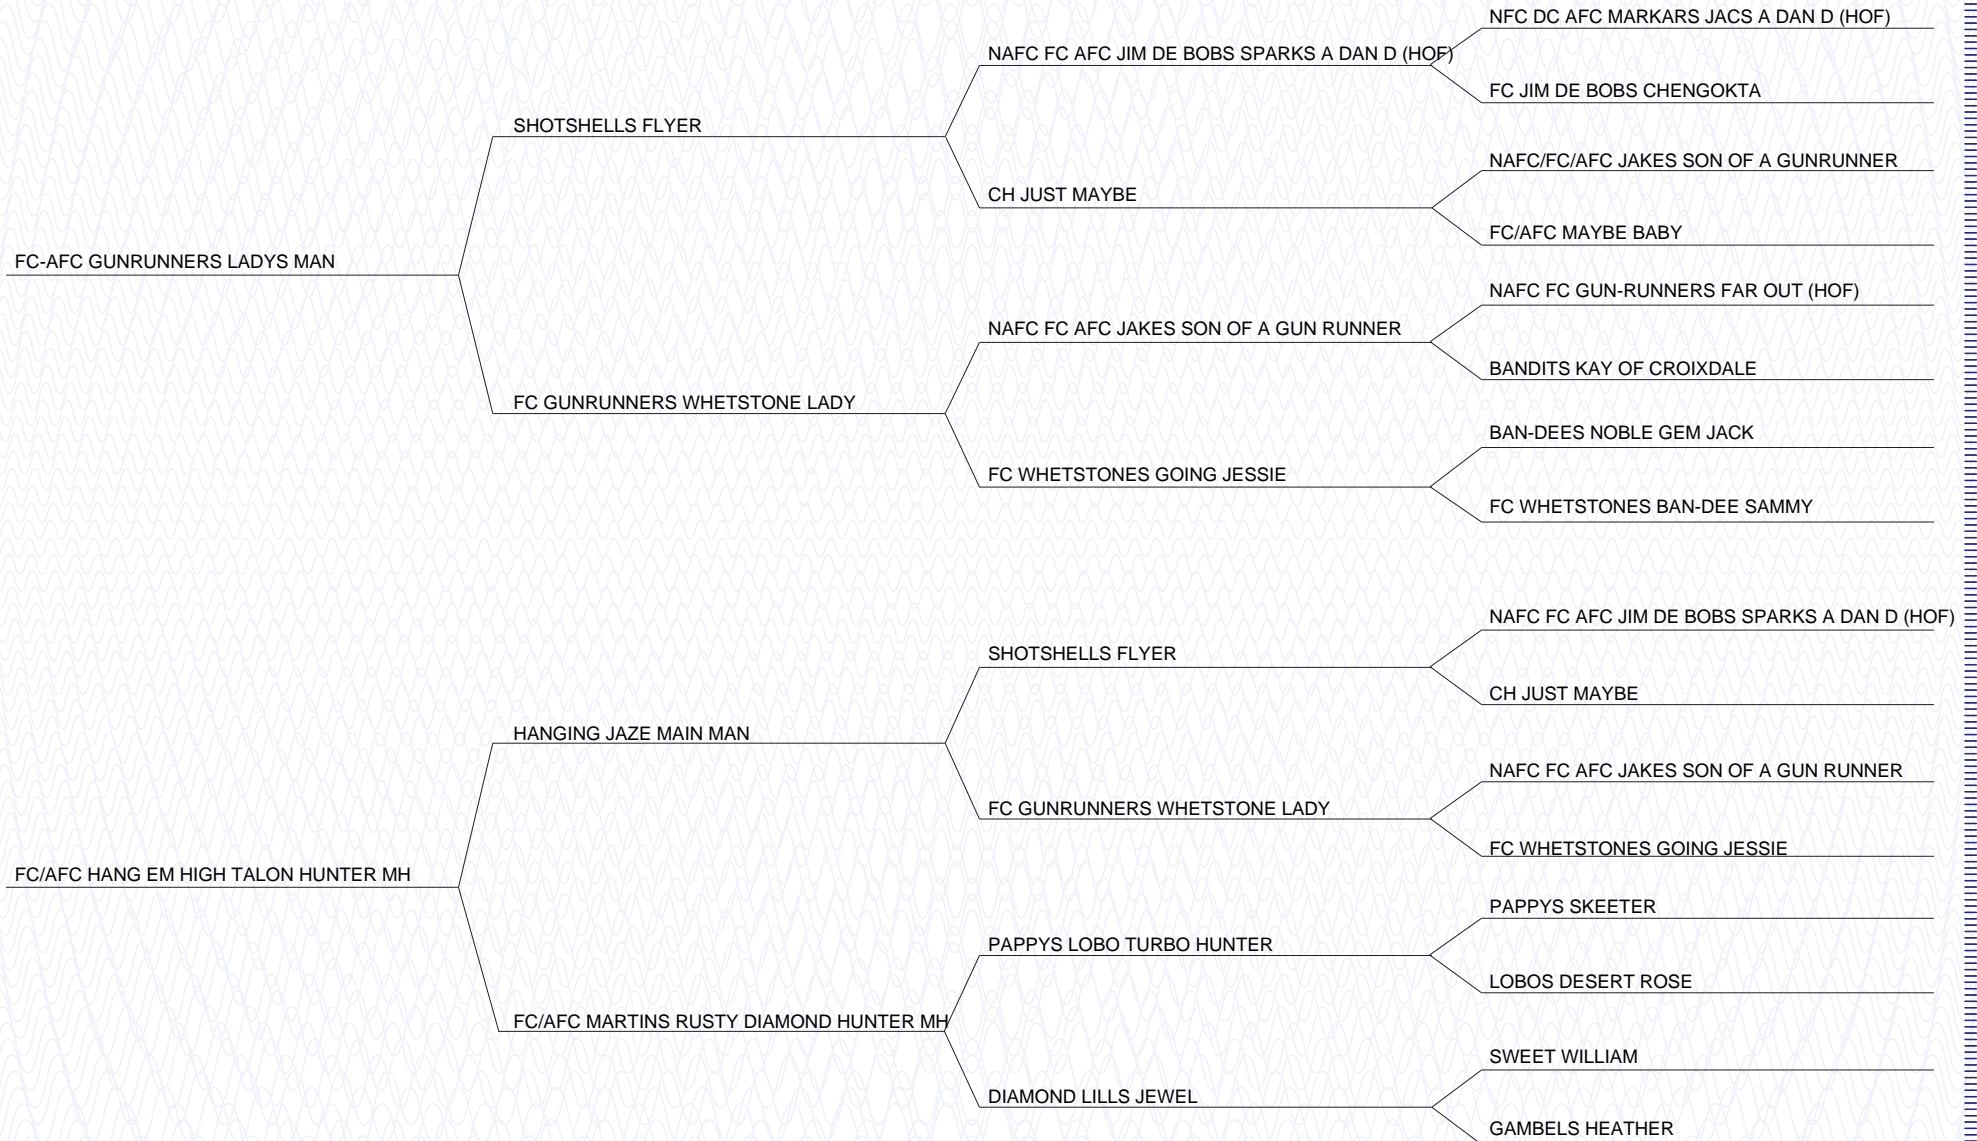 NFC DC AFC MARKARS JACS A DAN D (HOF)
NAFC FC AFC JIM DE BOBS SPARKS A DAN D (HOF)
FC JIM DE BOBS CHENGOKTA
SHOTSHELLS FLYER
NAFC/FC/AFC JAKES SON OF A GUNRUNNER
CH JUST MAYBE
FC/AFC MAYBE BABY
FC-AFC GUNRUNNERS LADYS MAN
NAFC FC GUN-RUNNERS FAR OUT (HOF)
NAFC FC AFC JAKES SON OF A GUN RUNNER
BANDITS KAY OF CROIXDALE
FC GUNRUNNERS WHETSTONE LADY
BAN-DEES NOBLE GEM JACK
FC WHETSTONES GOING JESSIE
FC WHETSTONES BAN-DEE SAMMY
NAFC FC AFC JIM DE BOBS SPARKS A DAN D (HOF)
SHOTSHELLS FLYER
CH JUST MAYBE
HANGING JAZE MAIN MAN
NAFC FC AFC JAKES SON OF A GUN RUNNER
FC GUNRUNNERS WHETSTONE LADY
FC WHETSTONES GOING JESSIE
FC/AFC HANG EM HIGH TALON HUNTER MH
PAPPYS SKEETER
PAPPYS LOBO TURBO HUNTER
LOBOS DESERT ROSE
FC/AFC MARTINS RUSTY DIAMOND HUNTER MH
SWEET WILLIAM
DIAMOND LILLS JEWEL
GAMBELS HEATHER